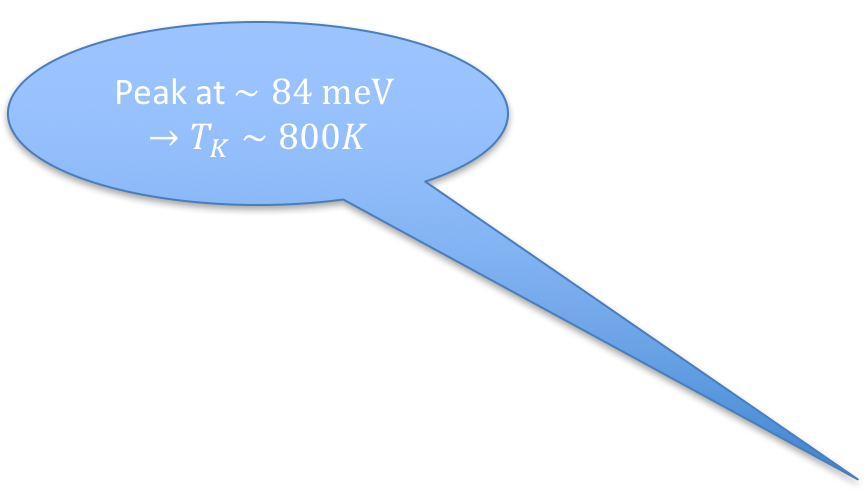 Peak at ~ 84 meV
→ T_K ~ 800K